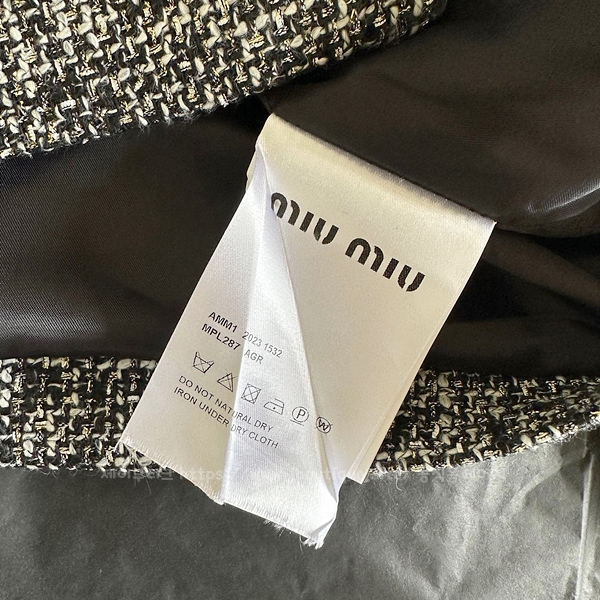 miu miu
AMM1 2023 1532
MPL287 AGR
P W
DO NOT NATURAL DRY
IRON UNDER DRY CLOTH